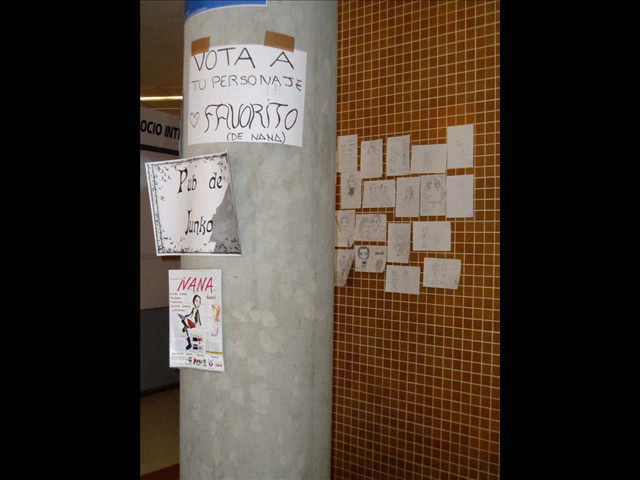 VOTA A
TU PERSONAJE
♡ FAVORITO
(DE NANA)
OCIO INT
Pub de
Junko
NANA